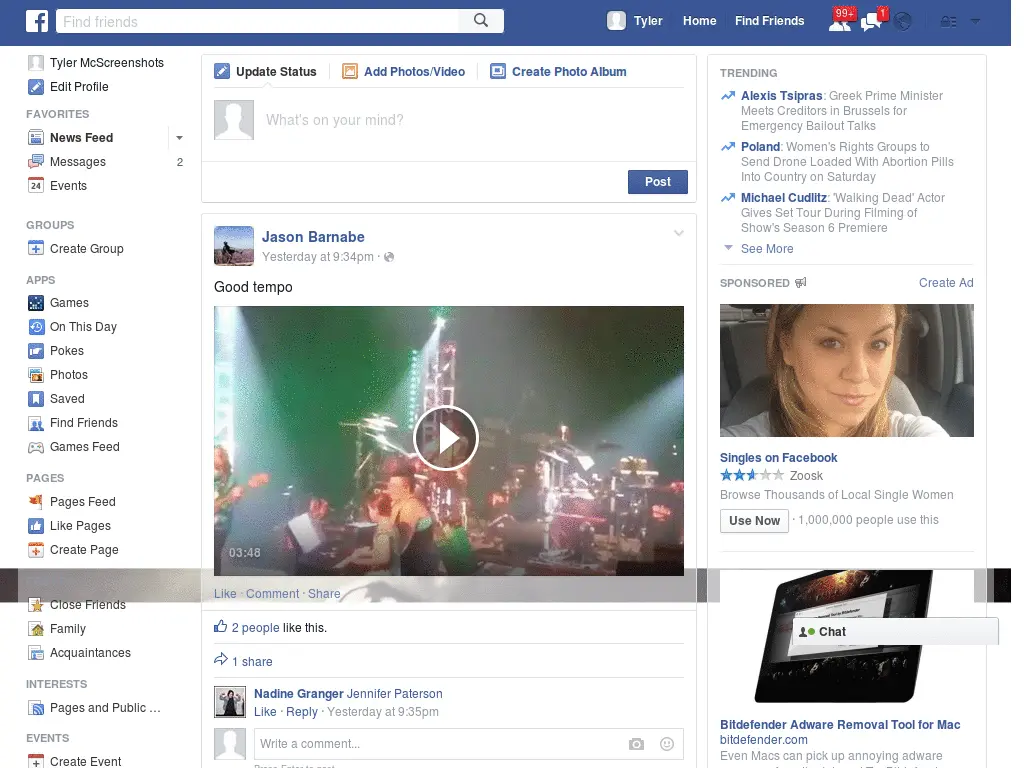 Find friends
Tyler
Home
Find Friends
99+
1
Tyler McScreenshots
Edit Profile
FAVORITES
News Feed
Messages 2
24 Events
GROUPS
Create Group
APPS
Games
On This Day
Pokes
Photos
Saved
Find Friends
Games Feed
PAGES
Pages Feed
Like Pages
Create Page
Close Friends
Family
Acquaintances
INTERESTS
Pages and Public ...
EVENTS
Create Event
Update Status
Add Photos/Video
Create Photo Album
What's on your mind?
Post
Jason Barnabe
Yesterday at 9:34pm ·
Good tempo
03:48
Like · Comment · Share
2 people like this.
1 share
Nadine Granger Jennifer Paterson
Like · Reply · Yesterday at 9:35pm
Write a comment...
TRENDING
Alexis Tsipras: Greek Prime Minister
Meets Creditors in Brussels for
Emergency Bailout Talks
Poland: Women's Rights Groups to
Send Drone Loaded With Abortion Pills
Into Country on Saturday
Michael Cudlitz: 'Walking Dead' Actor
Gives Set Tour During Filming of
Show's Season 6 Premiere
See More
SPONSORED
Create Ad
Singles on Facebook
Zoosk
Browse Thousands of Local Single Women
Use Now · 1,000,000 people use this
Chat
Bitdefender Adware Removal Tool for Mac
bitdefender.com
Even Macs can pick up annoying adware